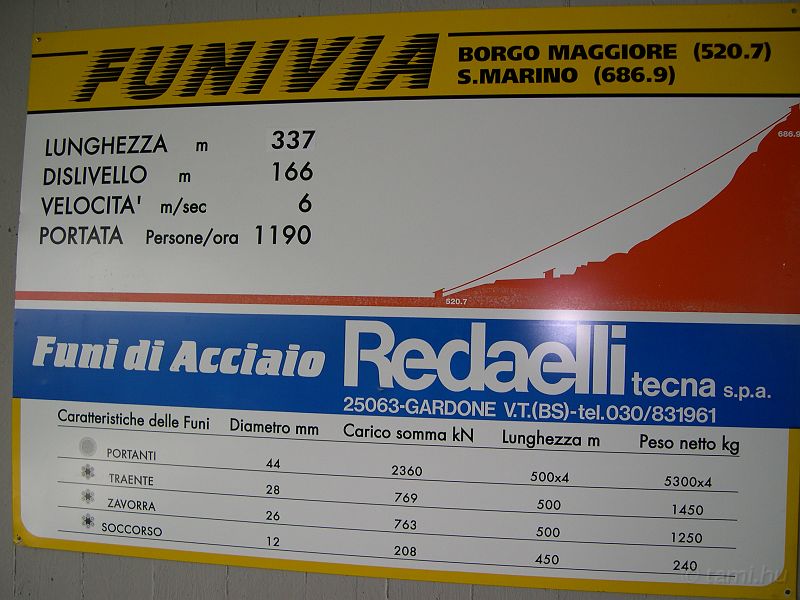 FUNIVIA
BORGO MAGGIORE (520.7)
S.MARINO (686.9)
LUNGHEZZA m 337
DISLIVELLO m 166
VELOCITA' m/sec 6
PORTATA Persone/ora 1190
686.9
520.7
Funi di Acciaio Redaelli tecna s.p.a.
25063-GARDONE V.T.(BS)-tel.030/831961
Caratteristiche delle Funi Diametro mm Carico somma kN Lunghezza m Peso netto kg
PORTANTI 44 2360 500x4 5300x4
TRAENTE 28 769 500 1450
ZAVORRA 26 763 500 1250
SOCCORSO 12 208 450 240
© tami.hu